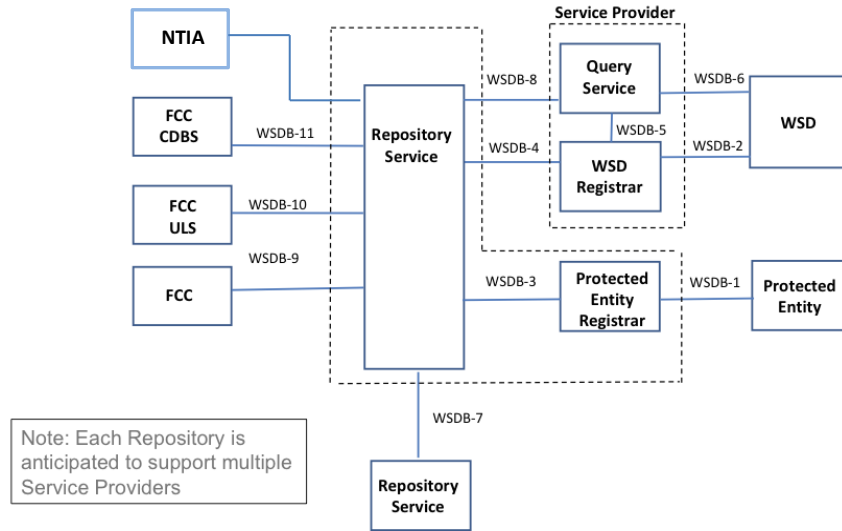 Service Provider
NTIA
WSDB-8
Query
Service
WSDB-6
FCC
CDBS
WSDB-11
Repository
Service
WSDB-5
WSD
WSDB-4
WSD
Registrar
WSDB-2
FCC
ULS
WSDB-10
WSDB-9
FCC
WSDB-3
Protected
Entity
Registrar
WSDB-1
Protected
Entity
WSDB-7
Note: Each Repository is
anticipated to support multiple
Service Providers
Repository
Service